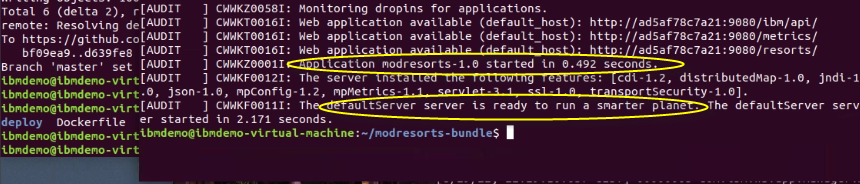 Writing objects: 100
Total 6 (delta 2), r
remote: Resolving de
To https://github.co
bf09ea9..d639fe8
Branch 'master' set
ibmdemo@ibmdemo-virt
ibmdemo@ibmdemo-virt
ibmdemo@ibmdemo-virt
deploy Dockerfile
ibmdemo@ibmdemo-virt
ibmdemo@ibmdemo-virt
[AUDIT ] CWWKZ0058I: Monitoring dropins for applications.
[AUDIT ] CWWKT0016I: Web application available (default_host): http://ad5af78c7a21:9080/ibm/api/
[AUDIT ] CWWKT0016I: Web application available (default_host): http://ad5af78c7a21:9080/metrics/
[AUDIT ] CWWKT0016I: Web application available (default_host): http://ad5af78c7a21:9080/resorts/
[AUDIT ] CWWKZ0001I: Application modresorts-1.0 started in 0.492 seconds.
[AUDIT ] CWWKF0012I: The server installed the following features: [cdi-1.2, distributedMap-1.0, jndi-1
.0, json-1.0, mpConfig-1.2, mpMetrics-1.1, servlet-3.1, ssl-1.0, transportSecurity-1.0].
[AUDIT ] CWWKF0011I: The defaultServer server is ready to run a smarter planet. The defaultServer serv
er started in 2.171 seconds.
ibmdemo@ibmdemo-virtual-machine:~/modresorts-bundle$